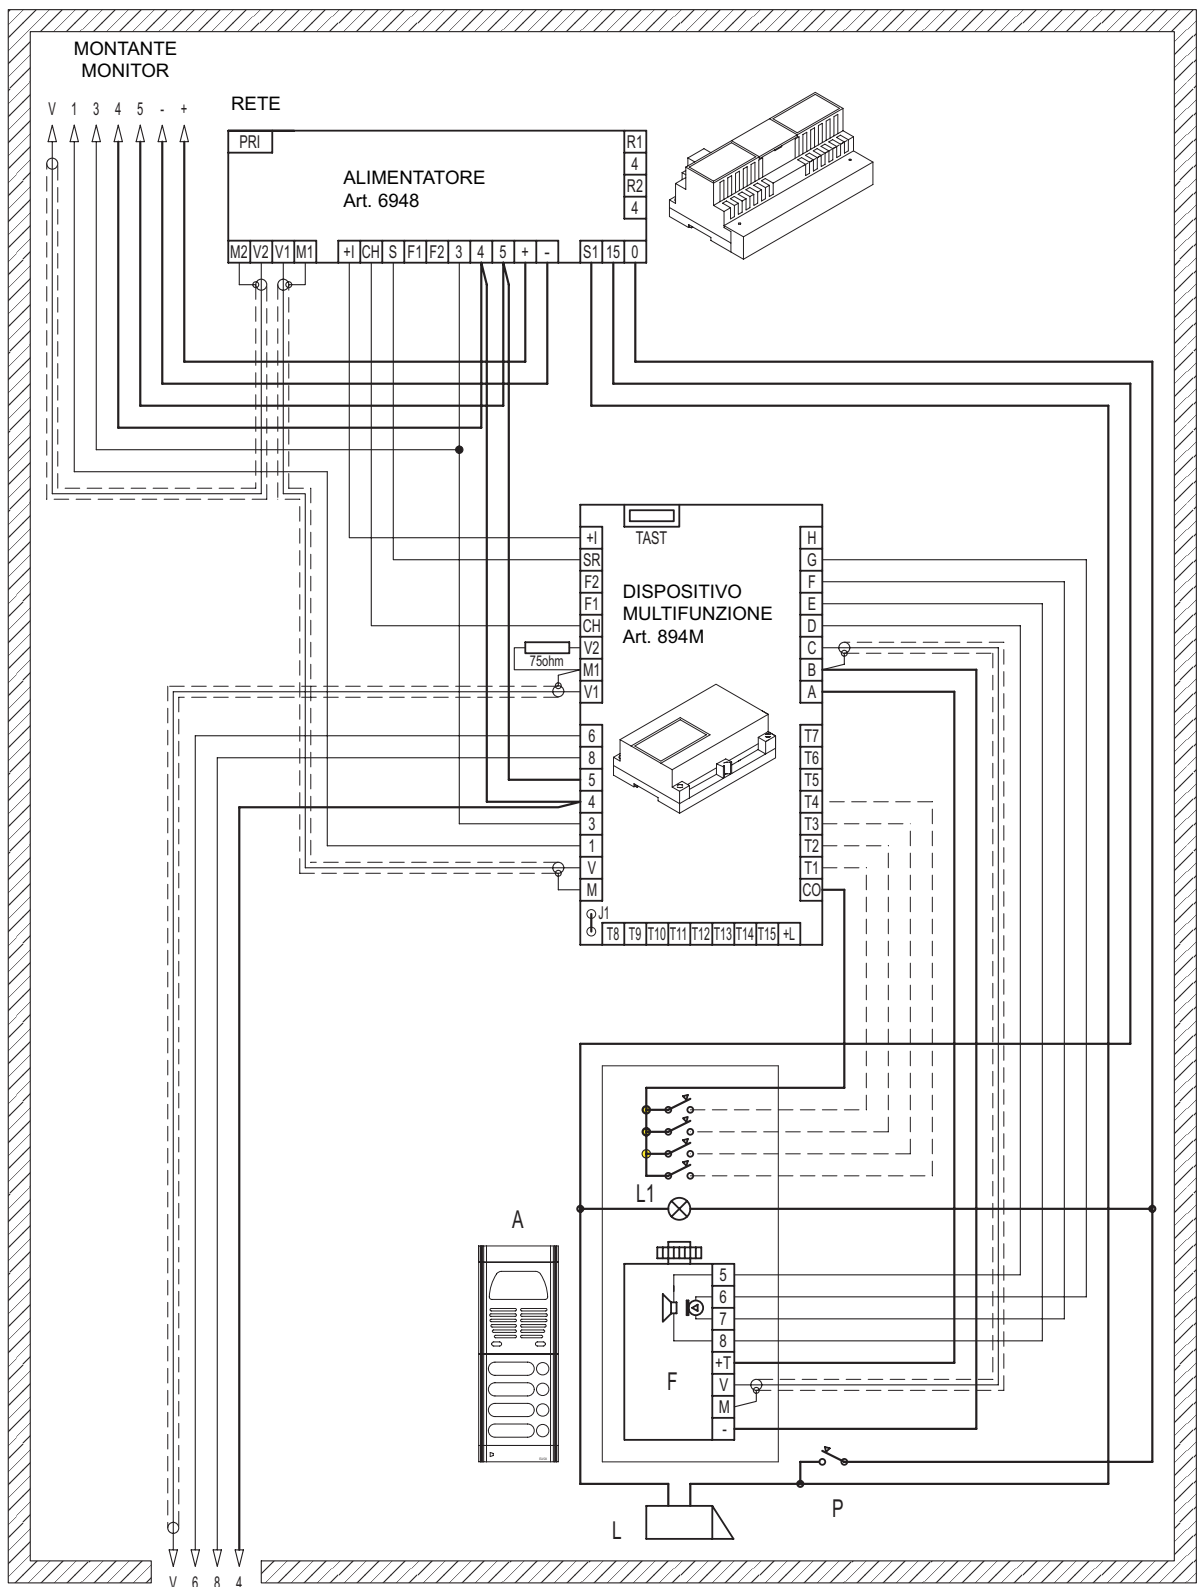 MONTANTE
MONITOR
V 1 3 4 5 - +
RETE
PRI
R1
4
R2
4
ALIMENTATORE
Art. 6948
M2 V2 V1 M1 +I CH S F1 F2 3 4 5 + - S1 15 0
TAST
+I
SR
F2
F1
CH
V2
M1
V1
6
8
5
4
3
1
V
M
75ohm
DISPOSITIVO
MULTIFUNZIONE
Art. 894M
H
G
F
E
D
C
B
A
T7
T6
T5
T4
T3
T2
T1
CO
J1
T8 T9 T10 T11 T12 T13 T14 T15 +L
L1
A
5
6
7
8
+T
V
M
-
F
P
L
V 6 8 4